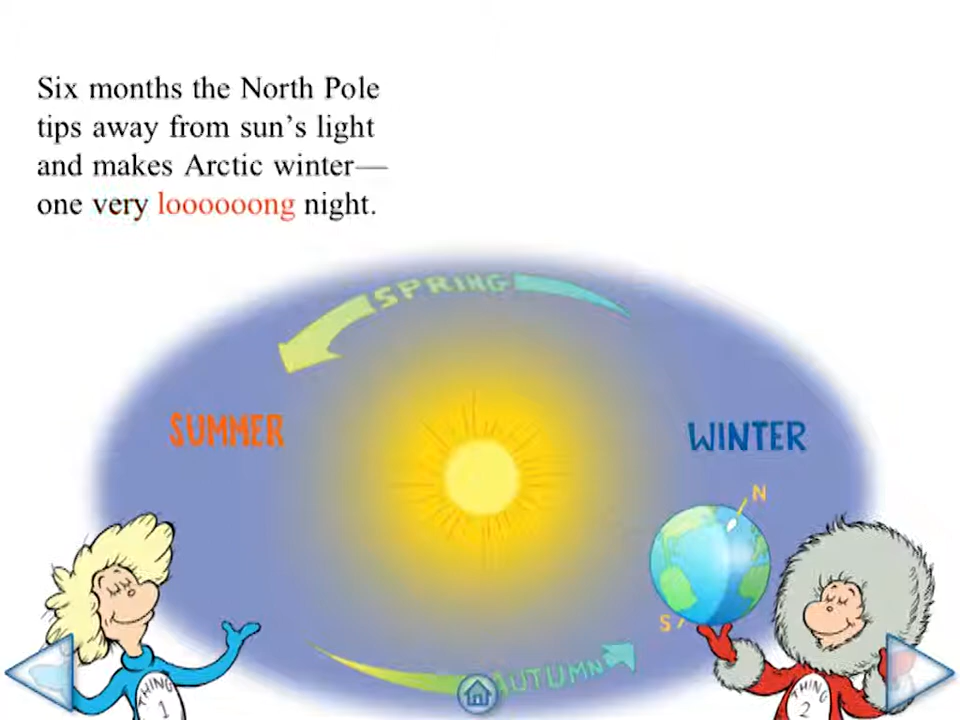 Six months the North Pole
tips away from sun's light
and makes Arctic winter—
one very loooooong night.
SPRING
SUMMER
WINTER
N
S
AUTUMN
THING
1
THING
2